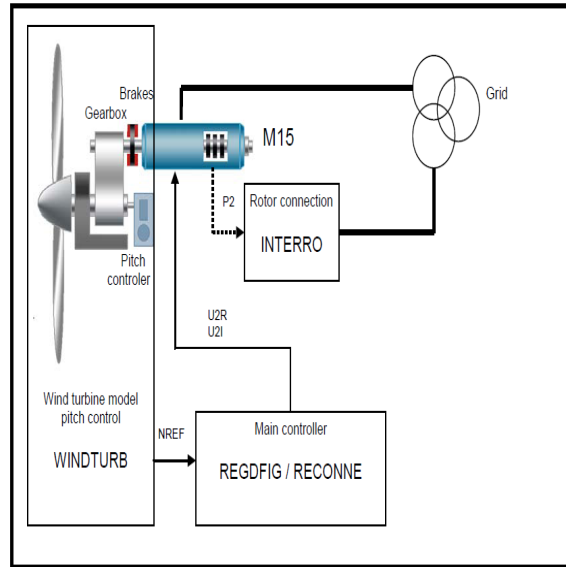 Brakes
Gearbox
M15
Grid
P2
Rotor connection
INTERRO
Pitch
controler
U2R
U2I
Wind turbine model
pitch control
WINDTURB
NREF
Main controller
REGDFIG / RECONNE